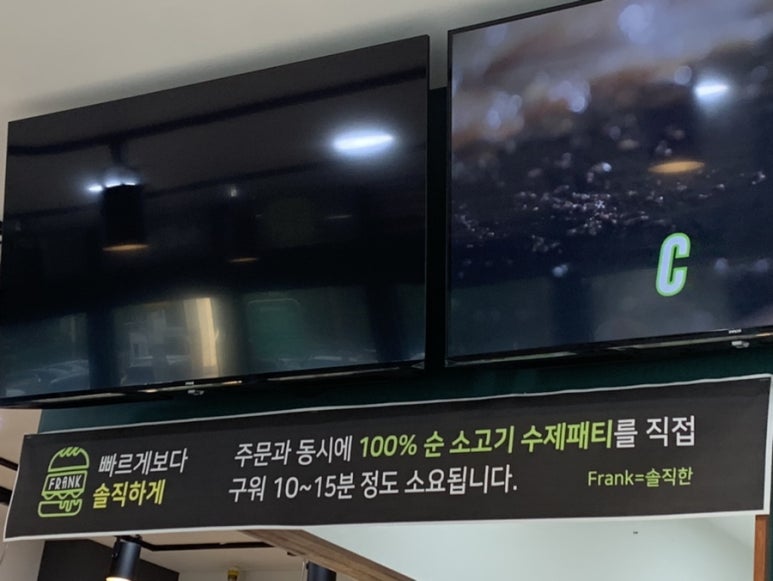 C
FRANK
빠르게보다
솔직하게
주문과 동시에 100% 순 소고기 수제패티를 직접
구워 10~15분 정도 소요됩니다.
Frank=솔직한